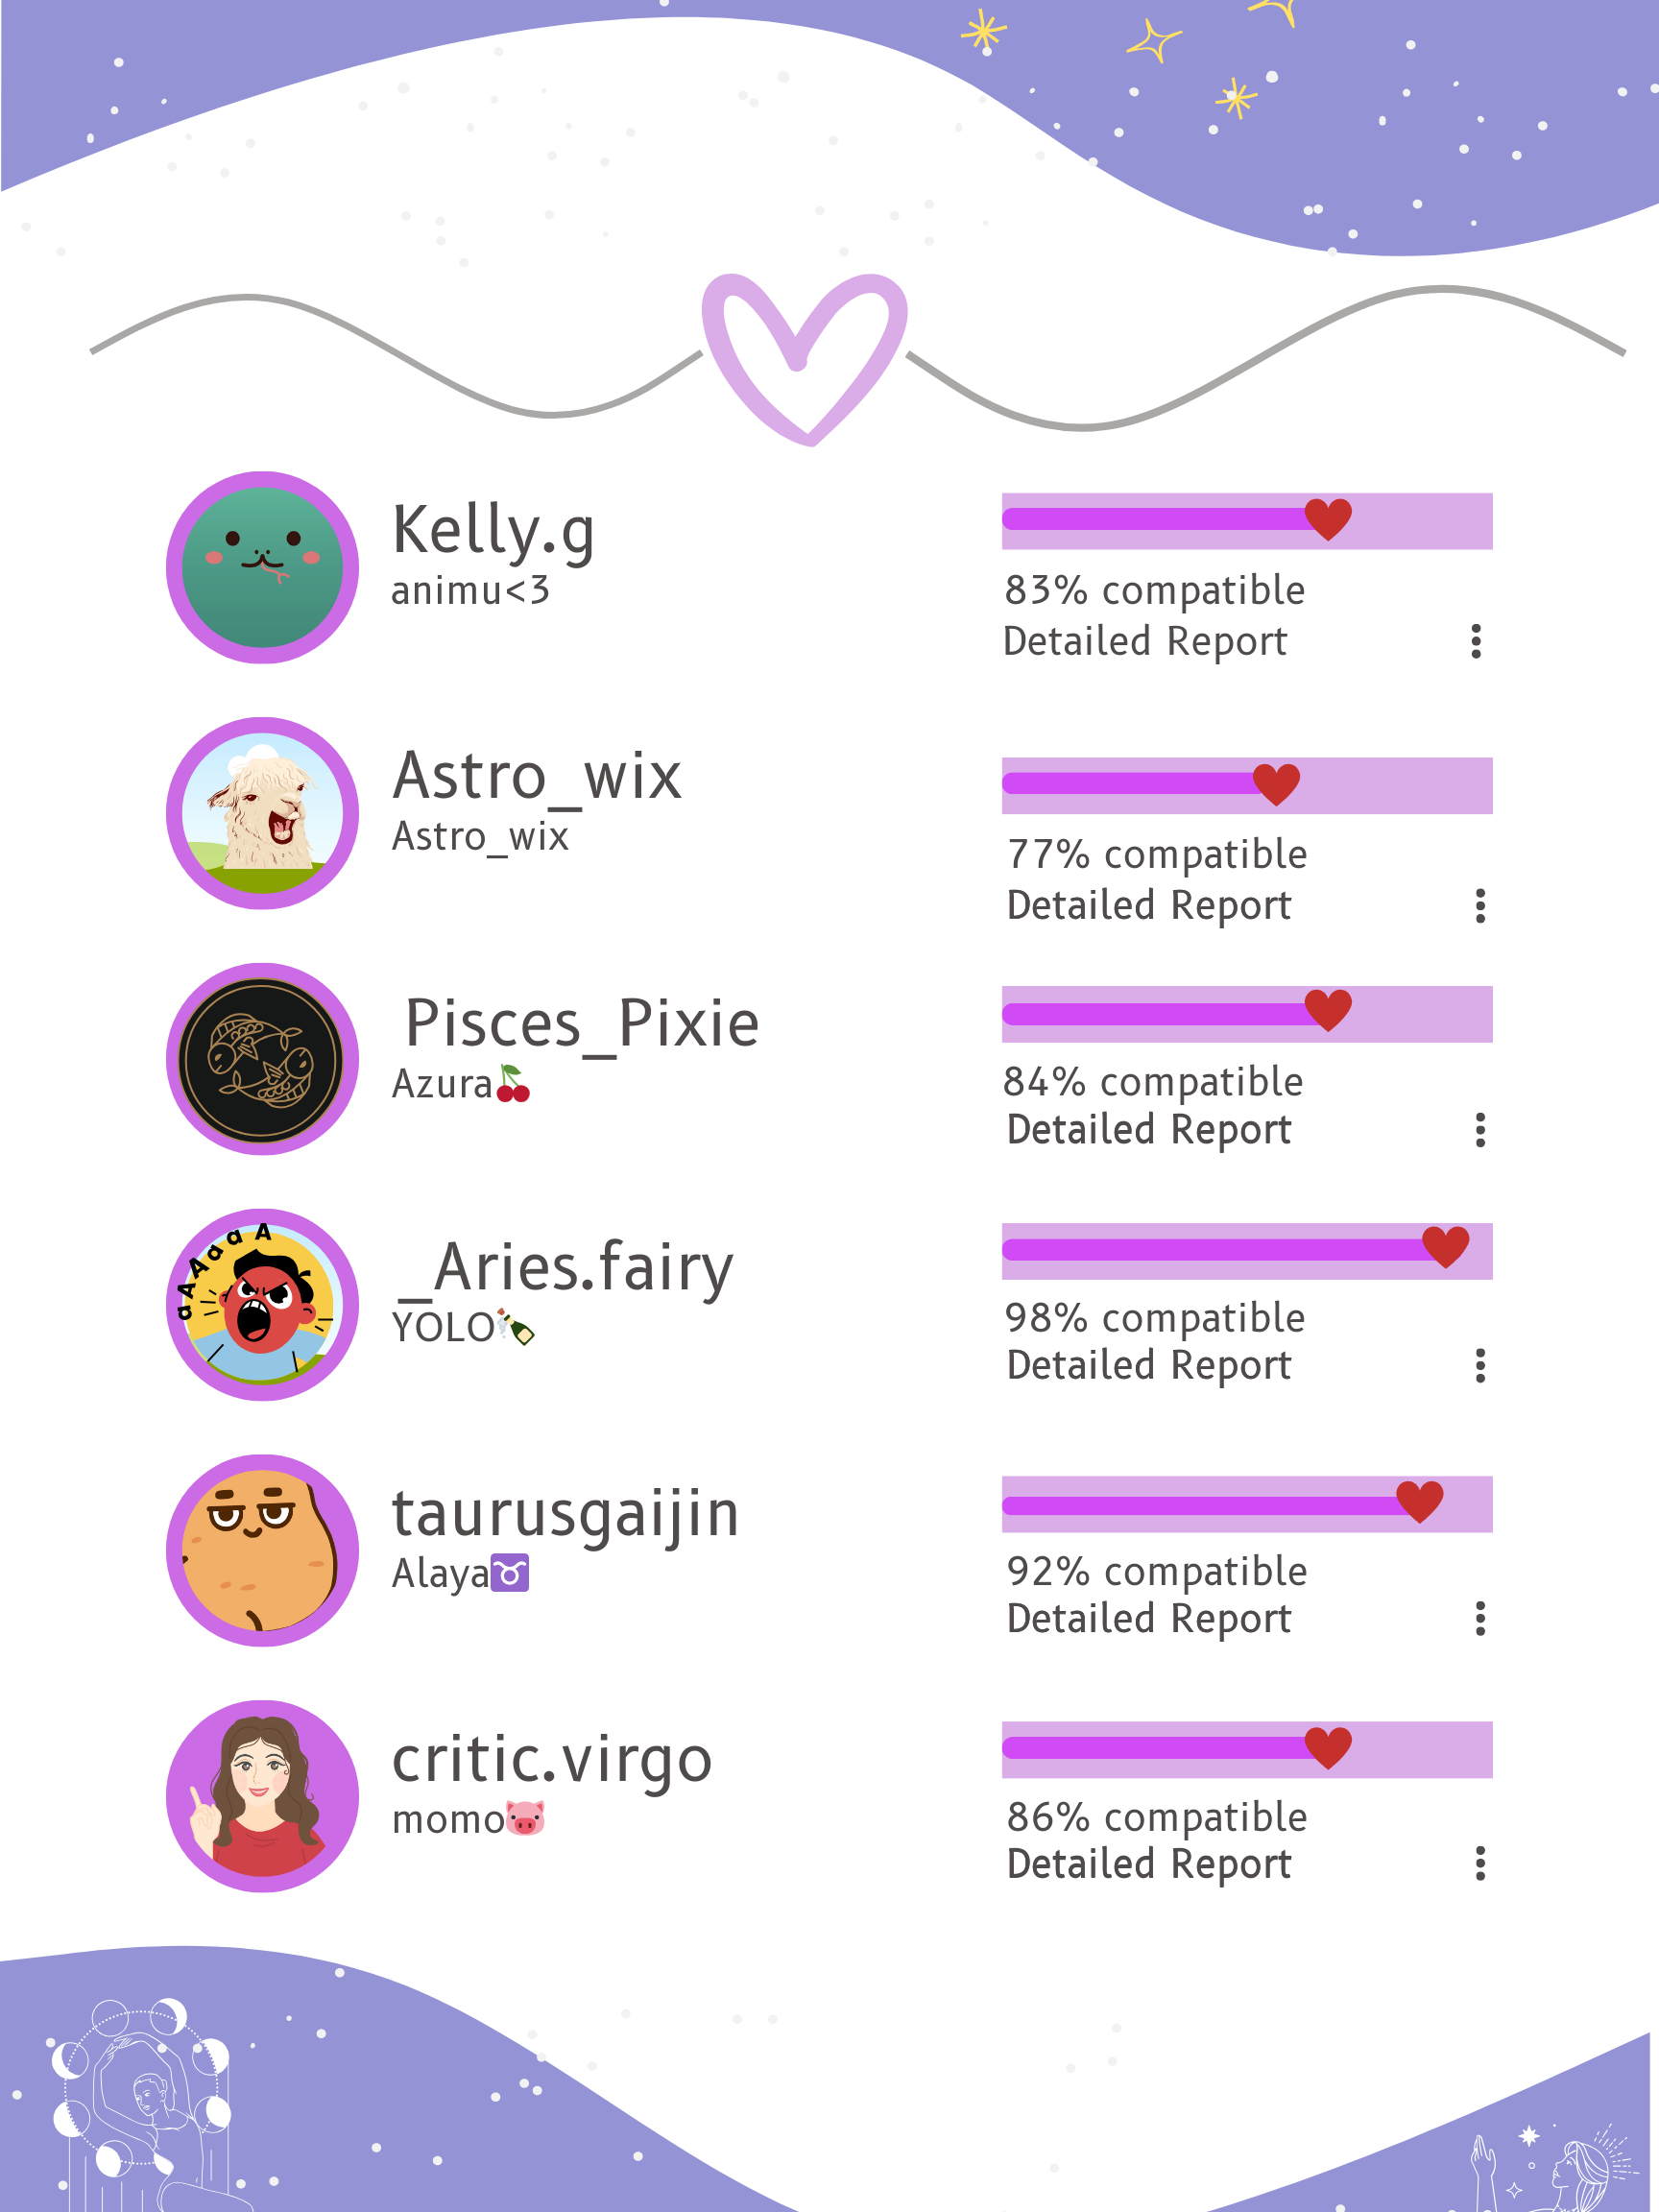 Kelly.g
animu<3
83% compatible
Detailed Report
Astro_wix
Astro_wix
77% compatible
Detailed Report
Pisces_Pixie
Azura🍒
84% compatible
Detailed Report
aAAaaA
_Aries.fairy
YOLO🍾
98% compatible
Detailed Report
taurusgaijin
Alaya♉
92% compatible
Detailed Report
critic.virgo
momo🐷
86% compatible
Detailed Report